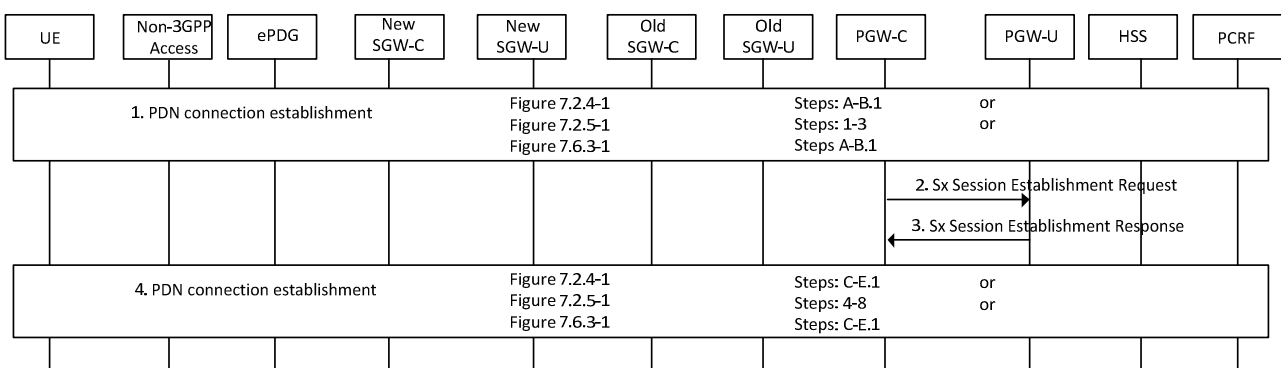 UE
Non-3GPP
Access
ePDG
New
SGW-C
New
SGW-U
Old
SGW-C
Old
SGW-U
PGW-C
PGW-U
HSS
PCRF
1. PDN connection establishment
Figure 7.2.4-1 Steps: A-B.1 or
Figure 7.2.5-1 Steps: 1-3 or
Figure 7.6.3-1 Steps A-B.1
2. Sx Session Establishment Request
3. Sx Session Establishment Response
4. PDN connection establishment
Figure 7.2.4-1 Steps: C-E.1 or
Figure 7.2.5-1 Steps: 4-8 or
Figure 7.6.3-1 Steps: C-E.1